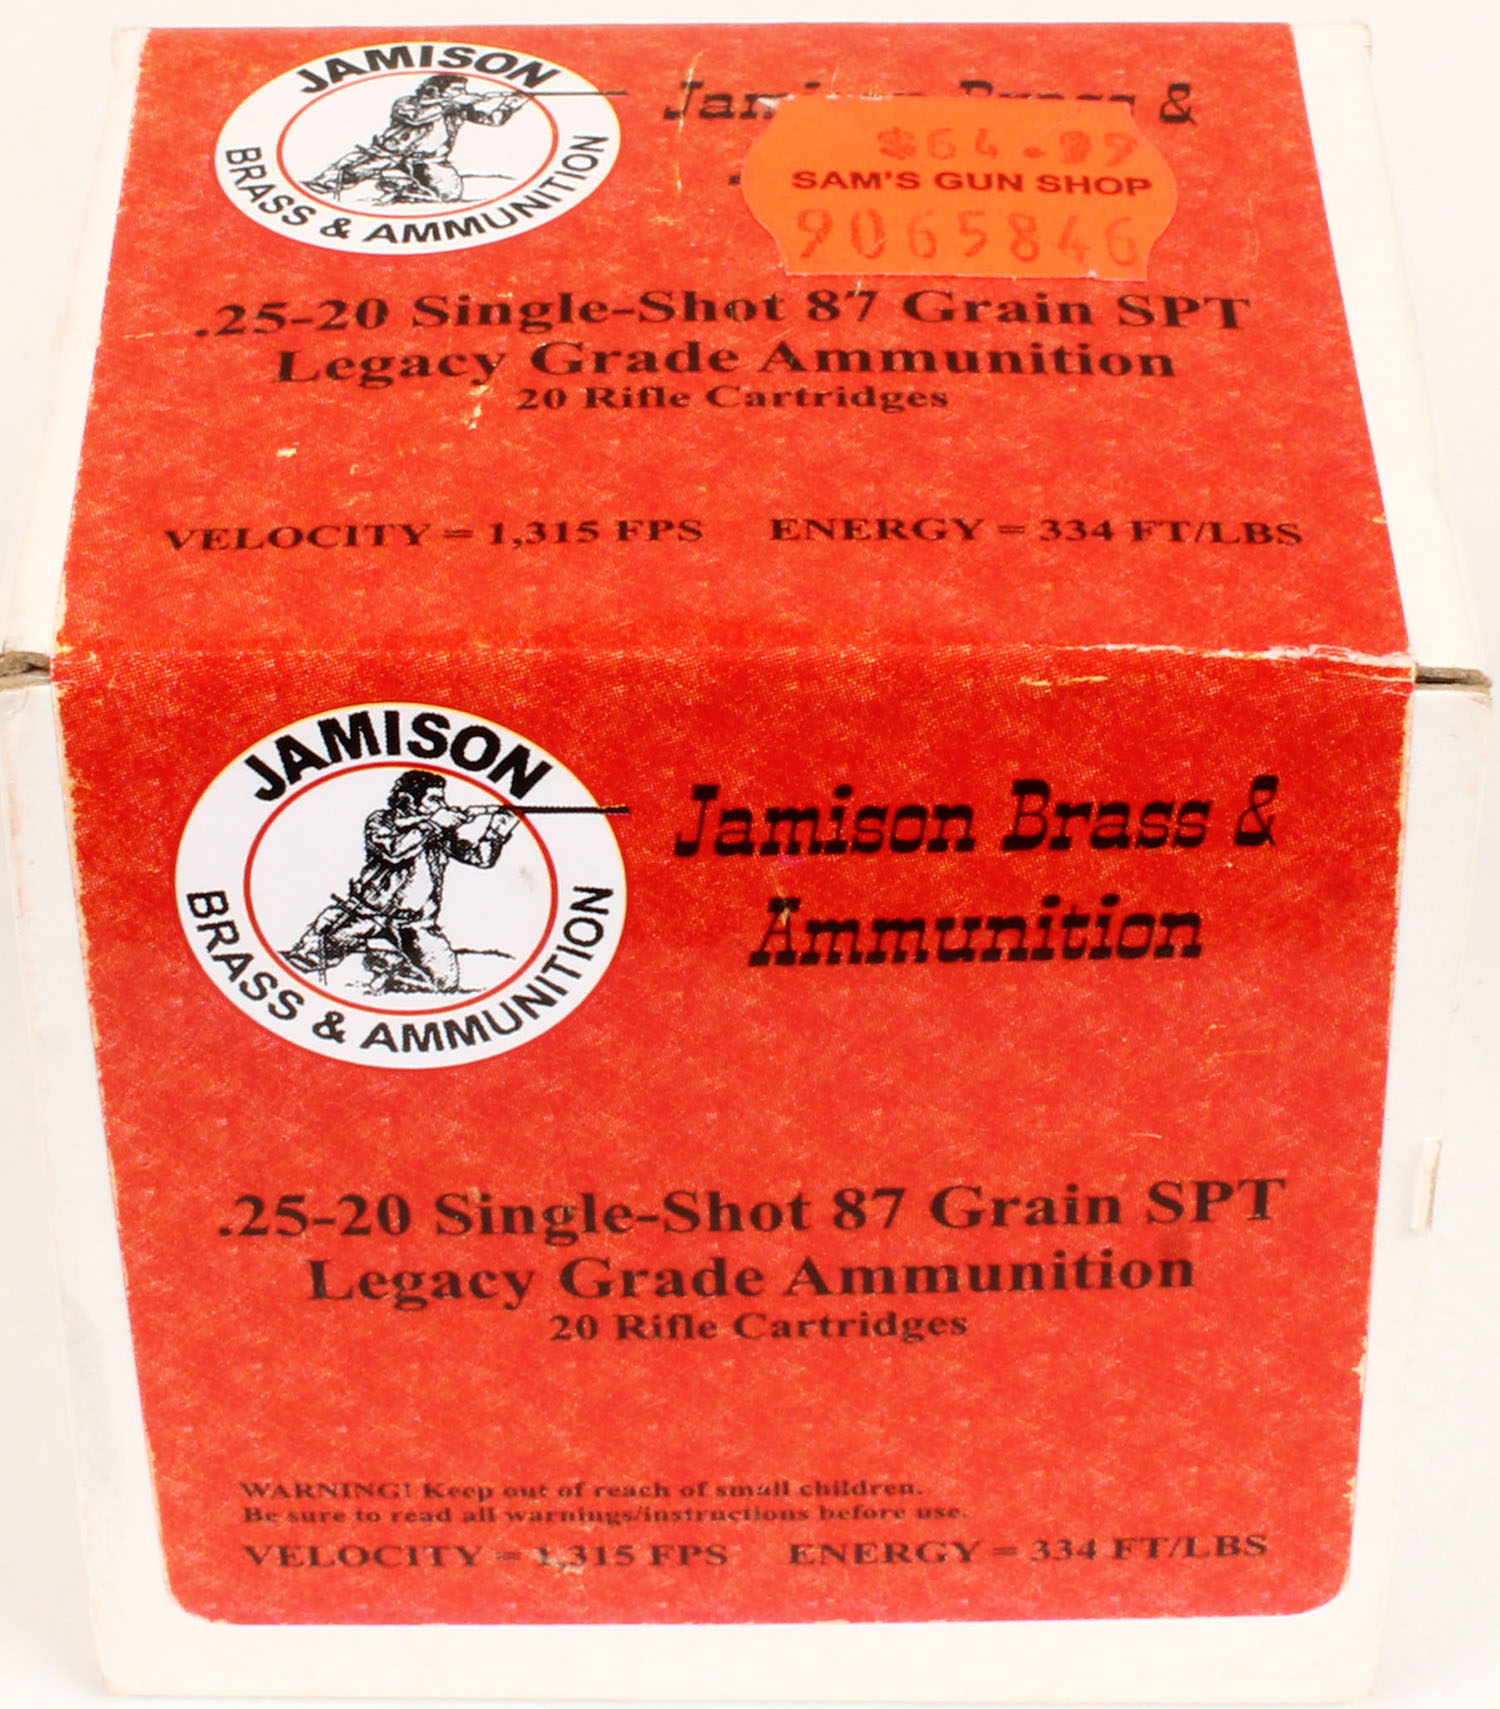 JAMISON
BRASS & AMMUNITION
&
$64.99
SAM'S GUN SHOP
9065846
.25-20 Single-Shot 87 Grain SPT
Legacy Grade Ammunition
20 Rifle Cartridges
VELOCITY = 1,315 FPS ENERGY = 334 FT/LBS
JAMISON
BRASS & AMMUNITION
Jamison Brass &
Ammunition
.25-20 Single-Shot 87 Grain SPT
Legacy Grade Ammunition
20 Rifle Cartridges
WARNING! Keep out of reach of small children.
Be sure to read all warnings/instructions before use.
VELOCITY = 1,315 FPS ENERGY = 334 FT/LBS